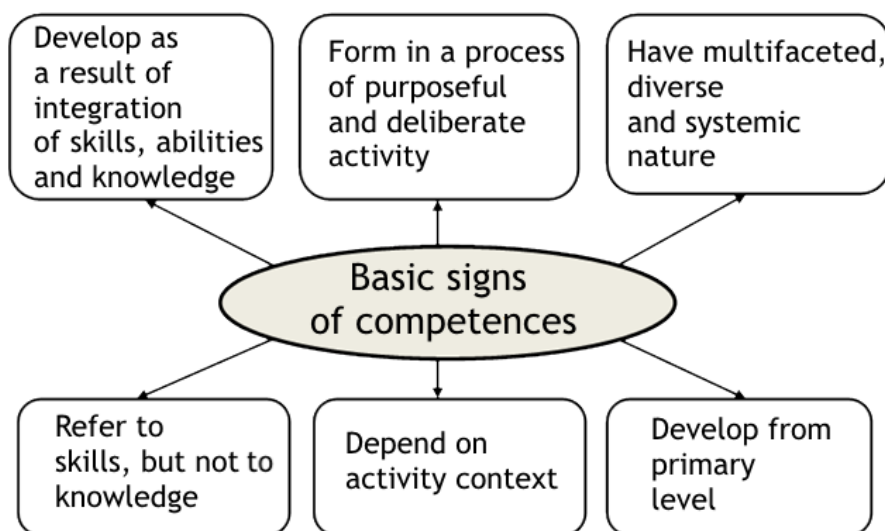 Develop as
a result of
integration
of skills, abilities
and knowledge
Form in a process
of purposeful
and deliberate
activity
Have multifaceted,
diverse
and systemic
nature
Basic signs
of competences
Refer to
skills, but not to
knowledge
Depend on
activity context
Develop from
primary
level